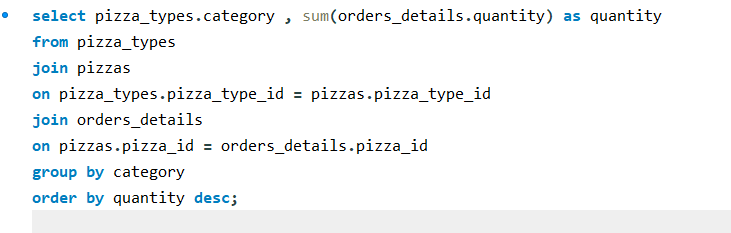 select pizza_types.category , sum(orders_details.quantity) as quantity
from pizza_types
join pizzas
on pizza_types.pizza_type_id = pizzas.pizza_type_id
join orders_details
on pizzas.pizza_id = orders_details.pizza_id
group by category
order by quantity desc;